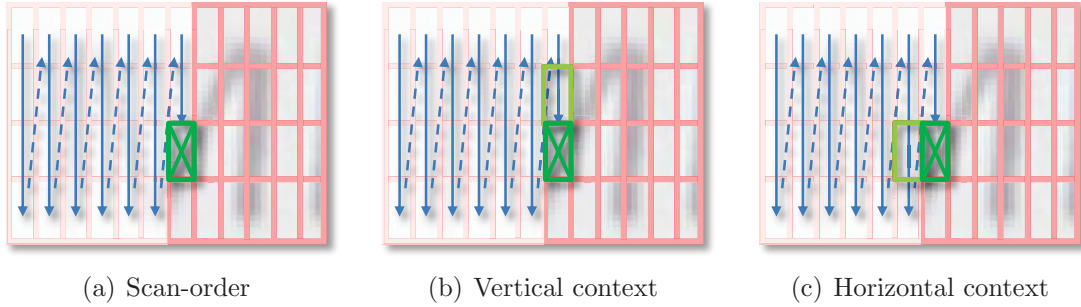 (a) Scan-order
(b) Vertical context
(c) Horizontal context